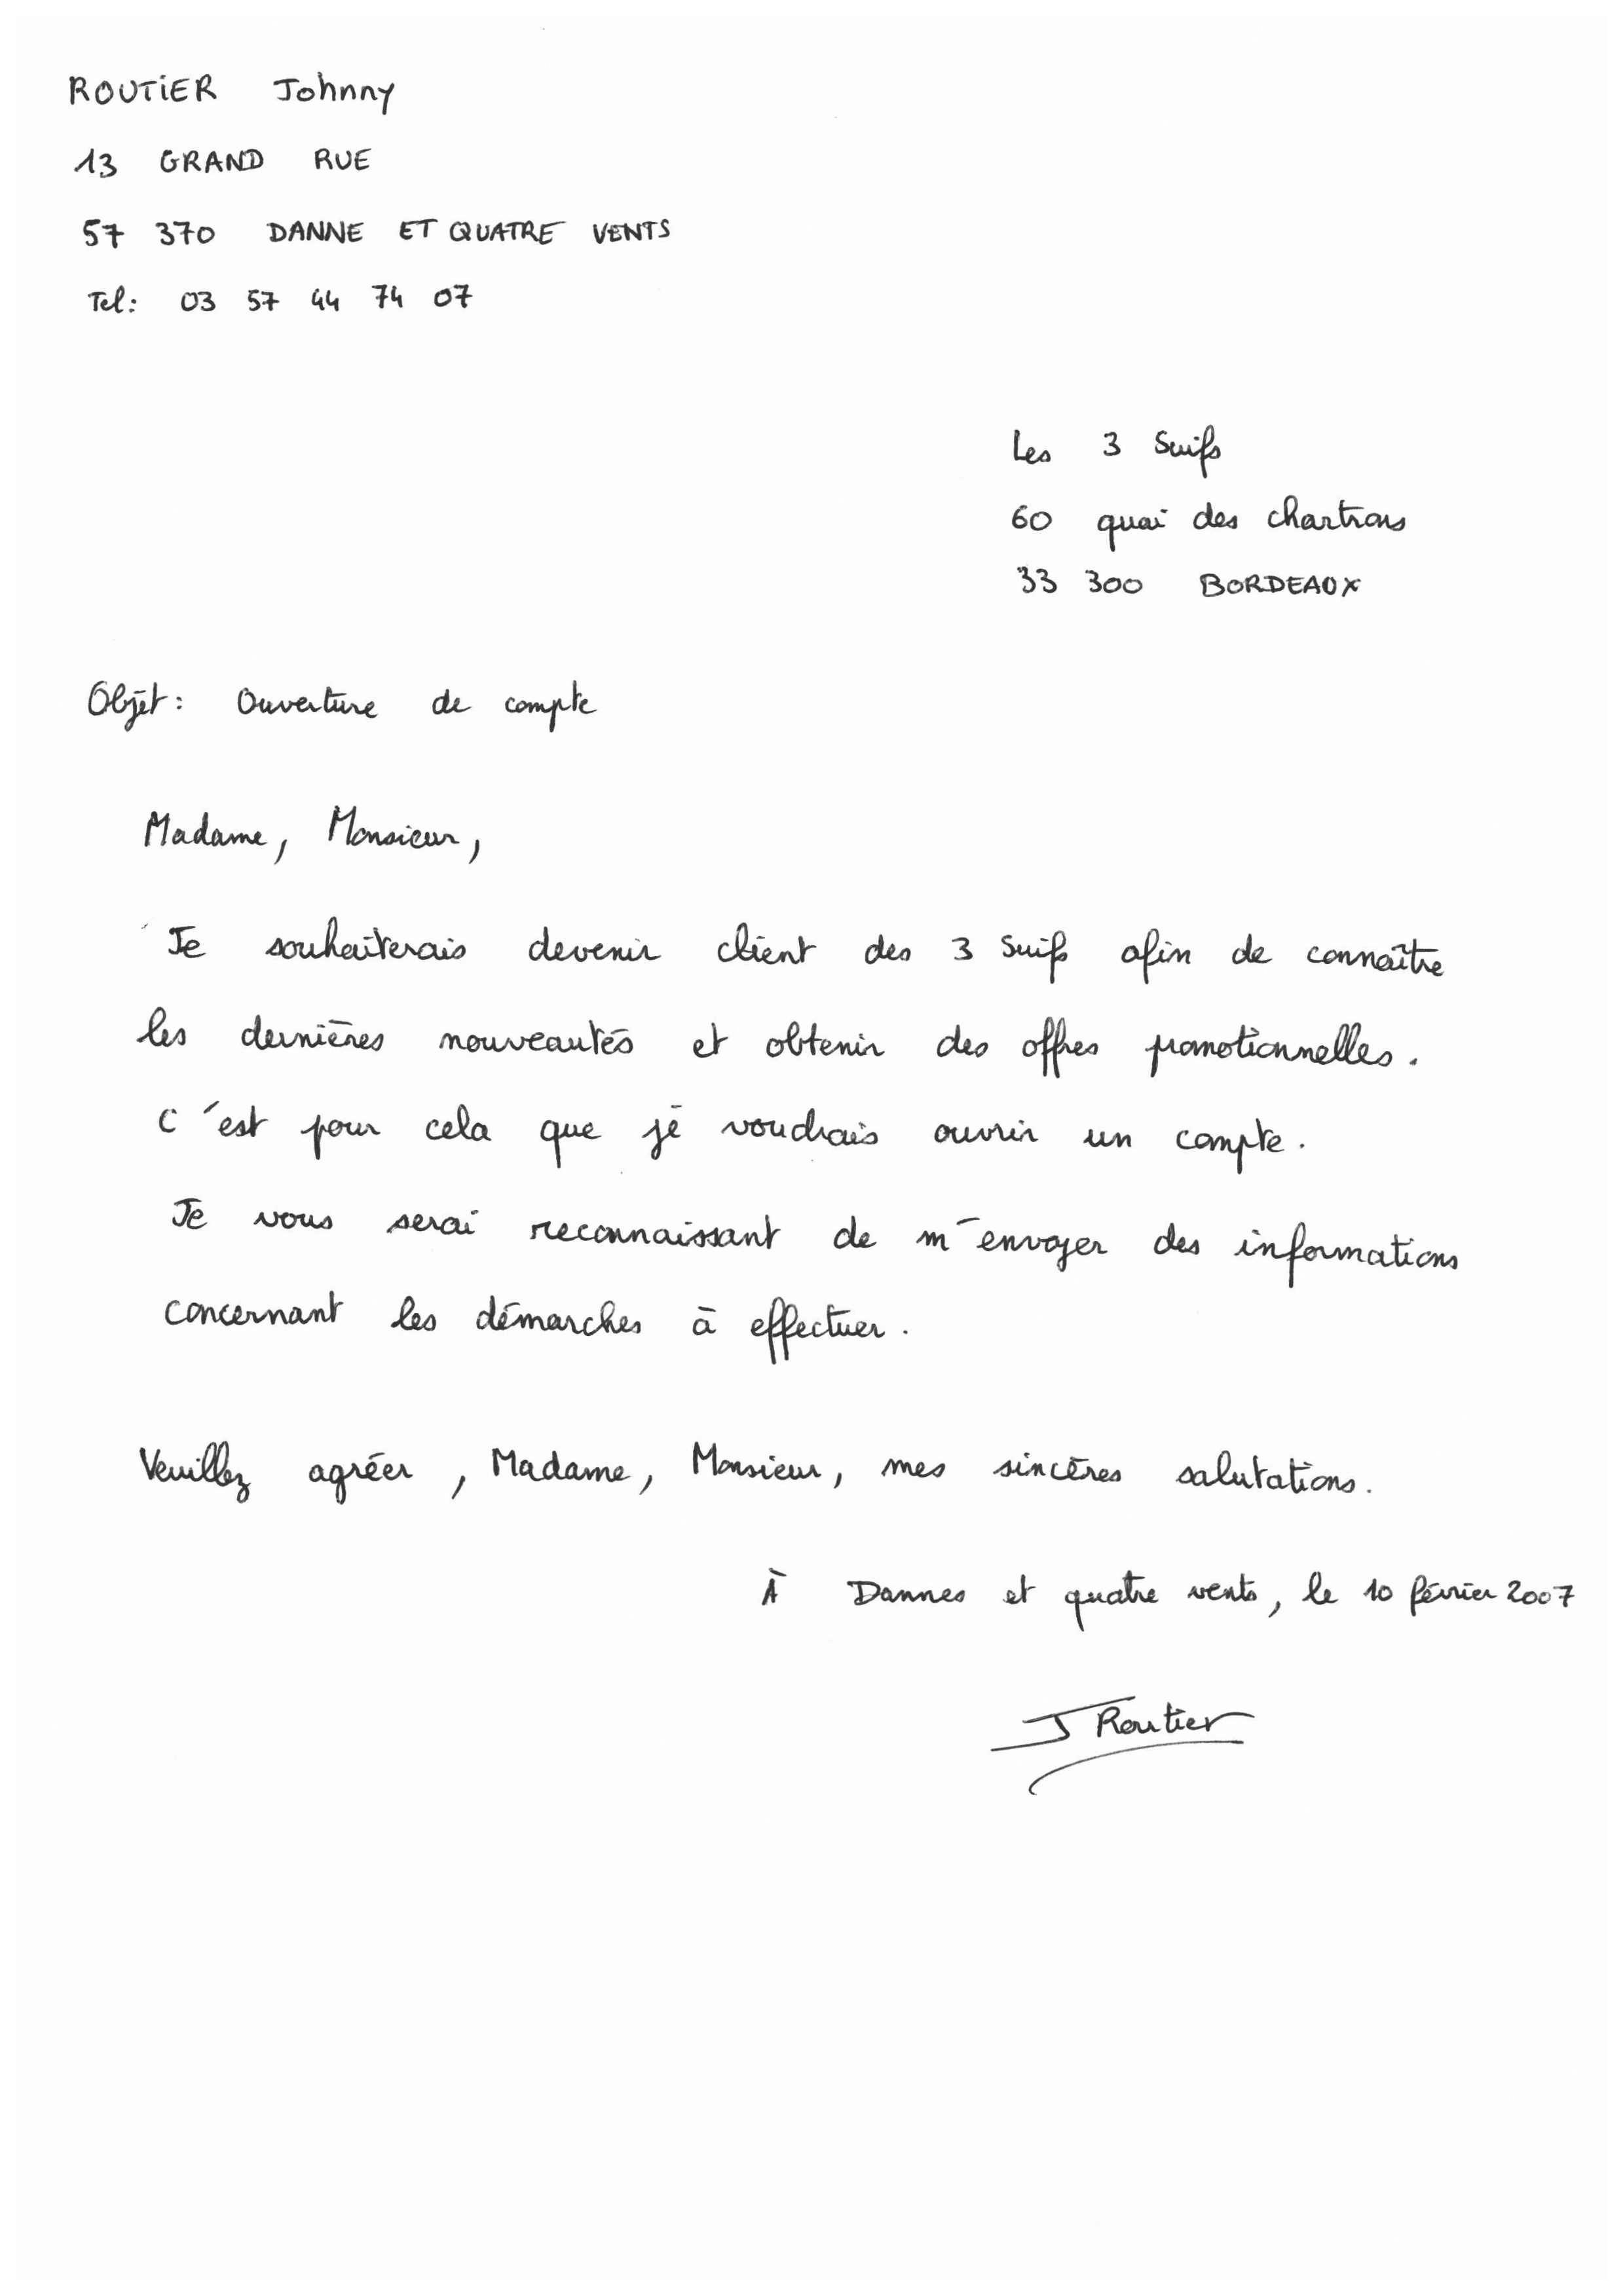 ROUTIER Johnny
13 GRAND RUE
57 370 DANNE ET QUATRE VENTS
Tel: 03 57 44 74 07
Les 3 Suifs
60 quai des chartrons
33 300 BORDEAUX
Objet: Ouverture de compte
Madame, Monsieur,
Je souhaiterais devenir client des 3 Suifs afin de connaître
les dernières nouveautés et obtenir des offres promotionnelles.
C'est pour cela que je voudrais ouvrir un compte.
Je vous serai reconnaissant de m'envoyer des informations
concernant les démarches à effectuer.
Veuillez agréer, Madame, Monsieur, mes sincères salutations.
À Dannes et quatre vents, le 10 février 2007
J Routier